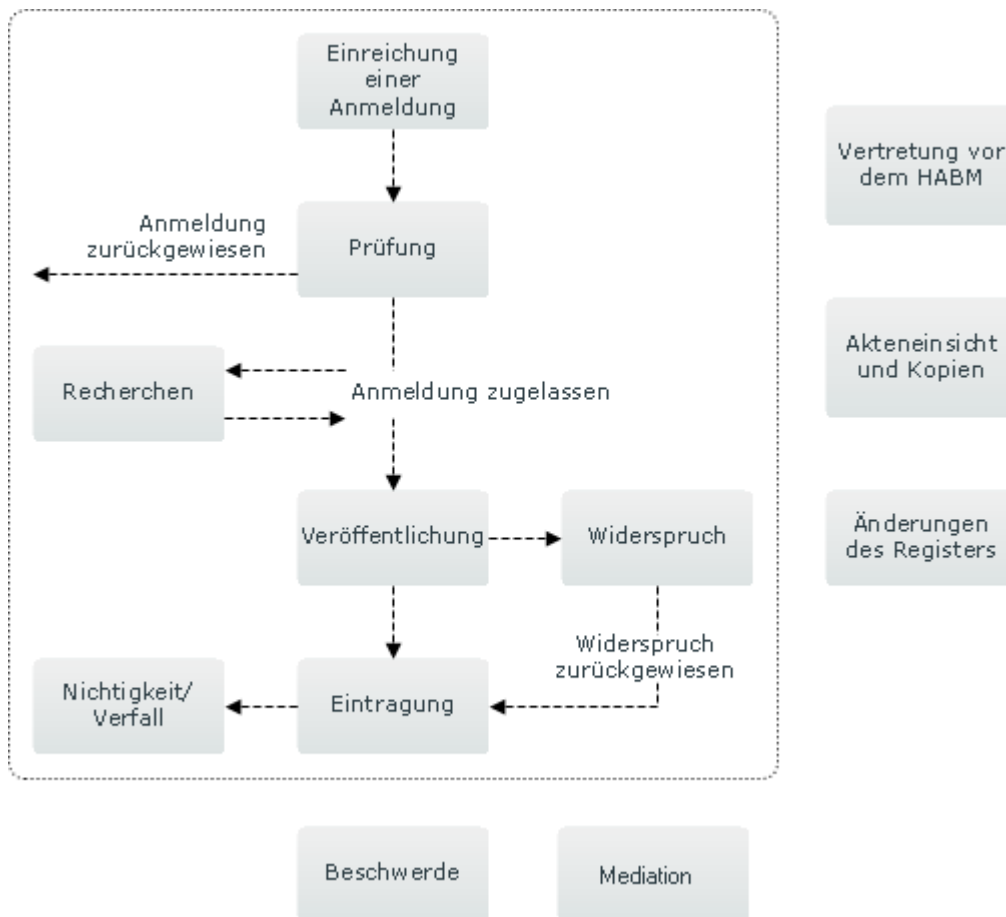 Einreichung
einer
Anmeldung
Vertretung vor
dem HABM
Anmeldung
zurückgewiesen
Prüfung
Akteneinsicht
und Kopien
Recherchen
Anmeldung zugelassen
Veröffentlichung
Widerspruch
Änderungen
des Registers
Widerspruch
zurückgewiesen
Nichtigkeit/
Verfall
Eintragung
Beschwerde
Mediation